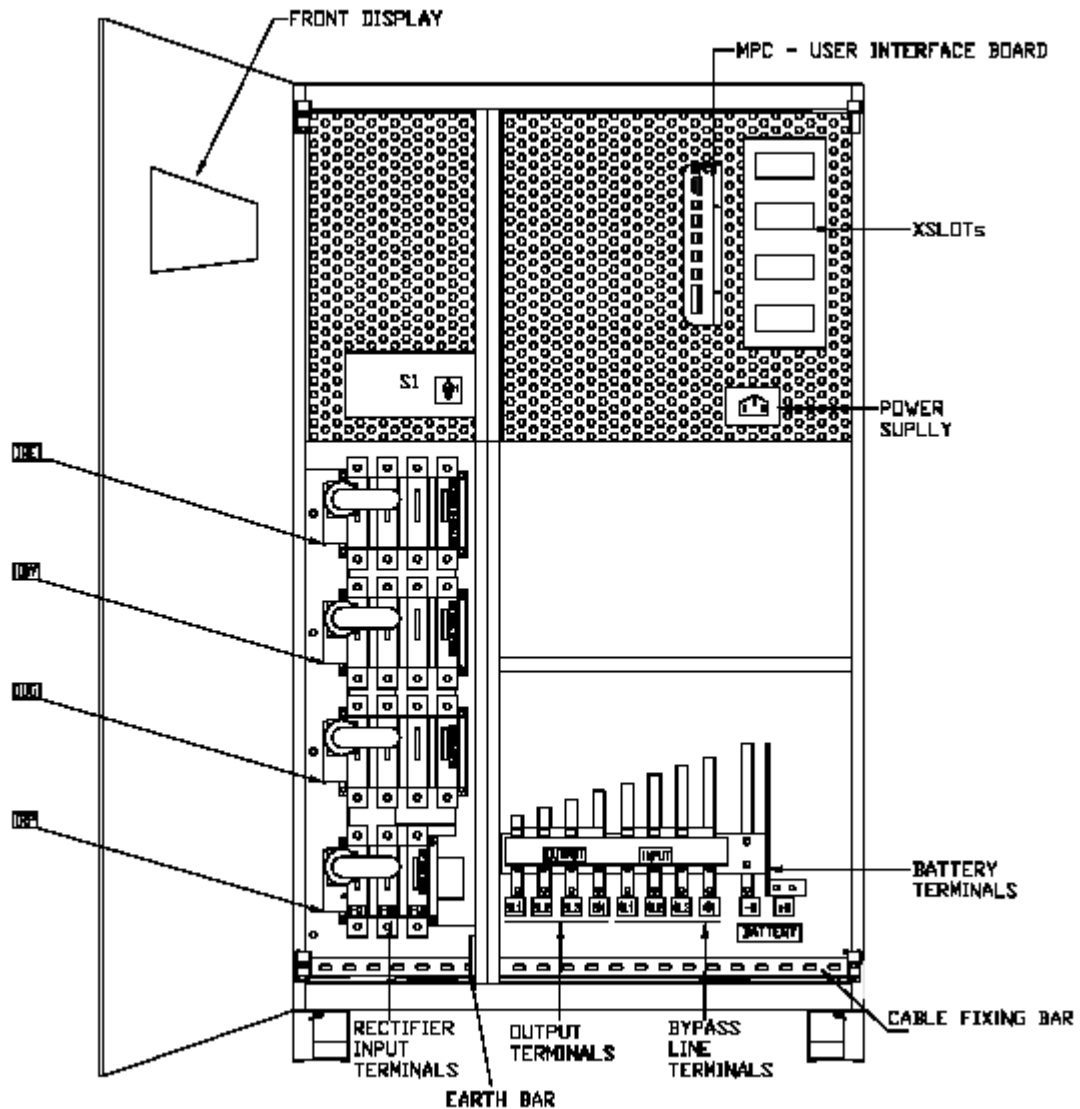 FRONT DISPLAY
MPC - USER INTERFACE BOARD
XSLOTs
S1
POWER
SUPLLY
OUTPUT
INPUT
BATTERY
TERMINALS
BATTERY
CABLE FIXING BAR
RECTIFIER
INPUT
TERMINALS
OUTPUT
TERMINALS
BYPASS
LINE
TERMINALS
EARTH BAR